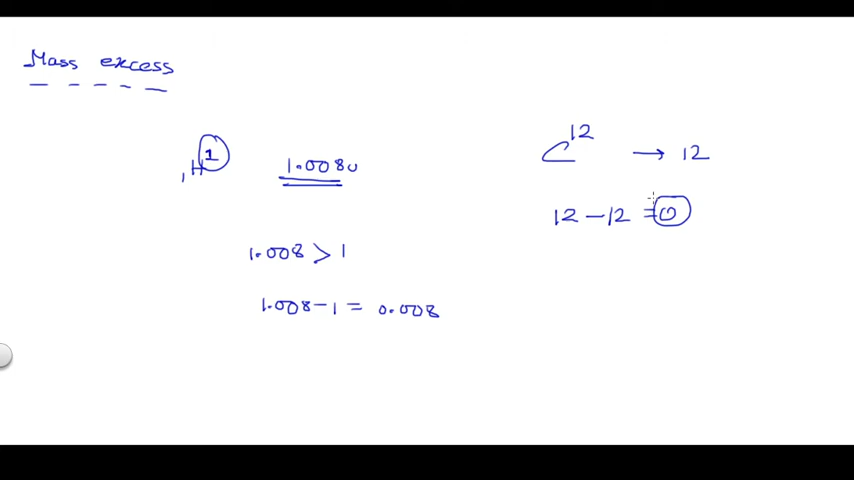 Mass excess
₁H¹ 1.0080
1.008 > 1
1.008 - 1 = 0.008
C¹² → 12
12 - 12 = 0